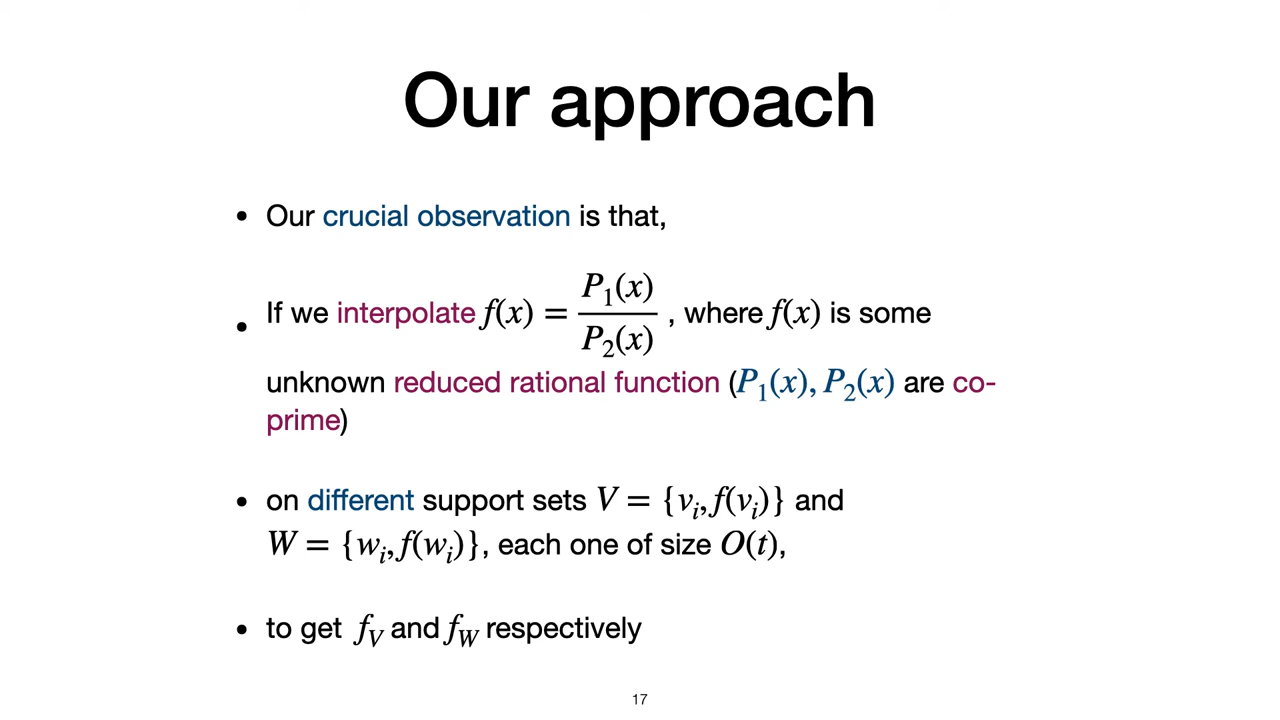 Our approach
• Our crucial observation is that,
• If we interpolate f(x) = P₁(x) / P₂(x) , where f(x) is some
unknown reduced rational function (P₁(x), P₂(x) are co-
prime)
• on different support sets V = {vᵢ, f(vᵢ)} and
W = {wᵢ, f(wᵢ)}, each one of size O(t),
• to get f_V and f_W respectively
17